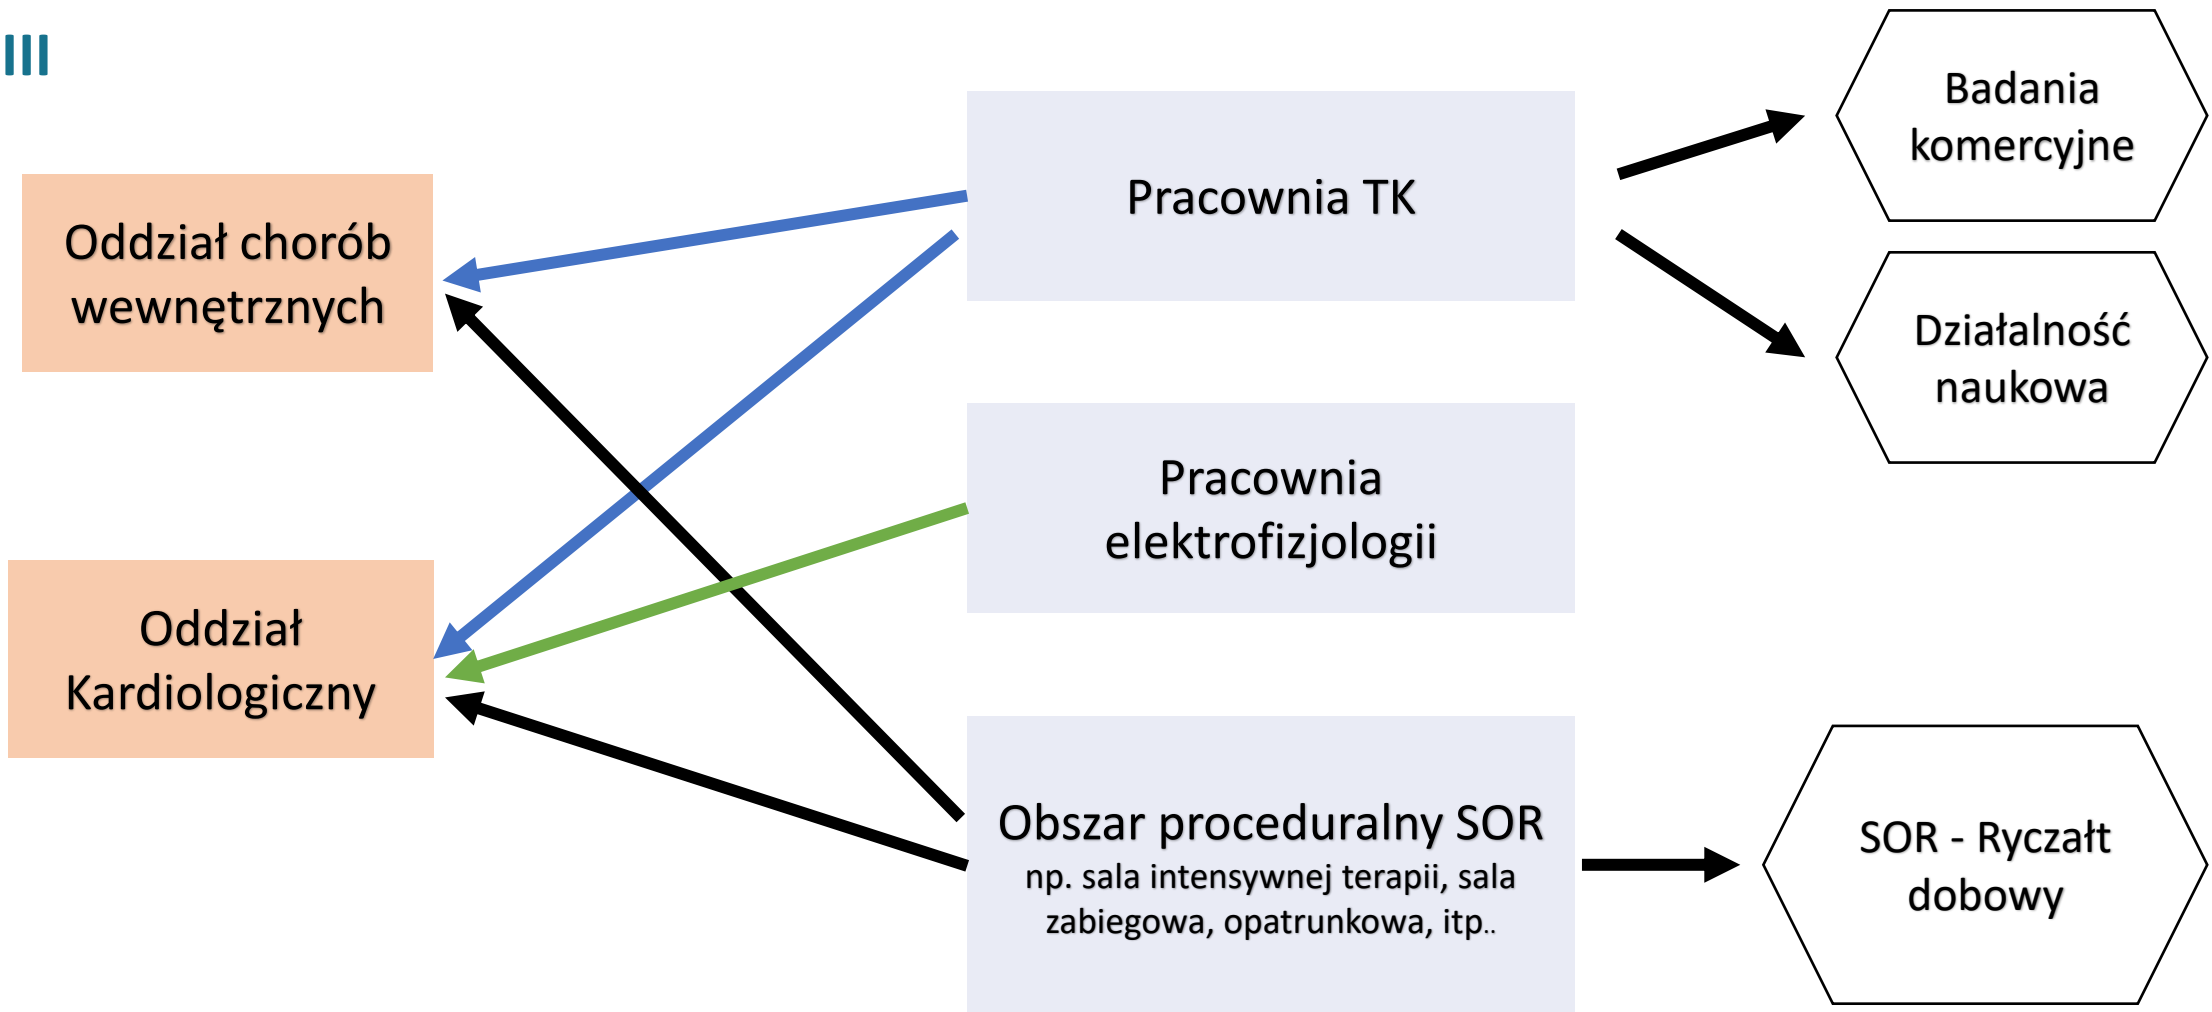 III
Oddział chorób
wewnętrznych
Oddział
Kardiologiczny
Pracownia TK
Pracownia
elektrofizjologii
Obszar proceduralny SOR
np. sala intensywnej terapii, sala
zabiegowa, opatrunkowa, itp..
Badania
komercyjne
Działalność
naukowa
SOR - Ryczałt
dobowy